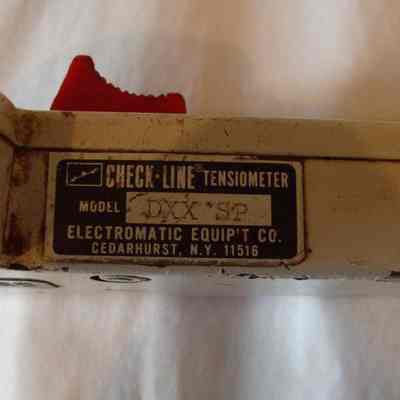 CHECK·LINE® TENSIOMETER
MODEL DXX SP
ELECTROMATIC EQUIP'T CO.
CEDARHURST, N.Y. 11516